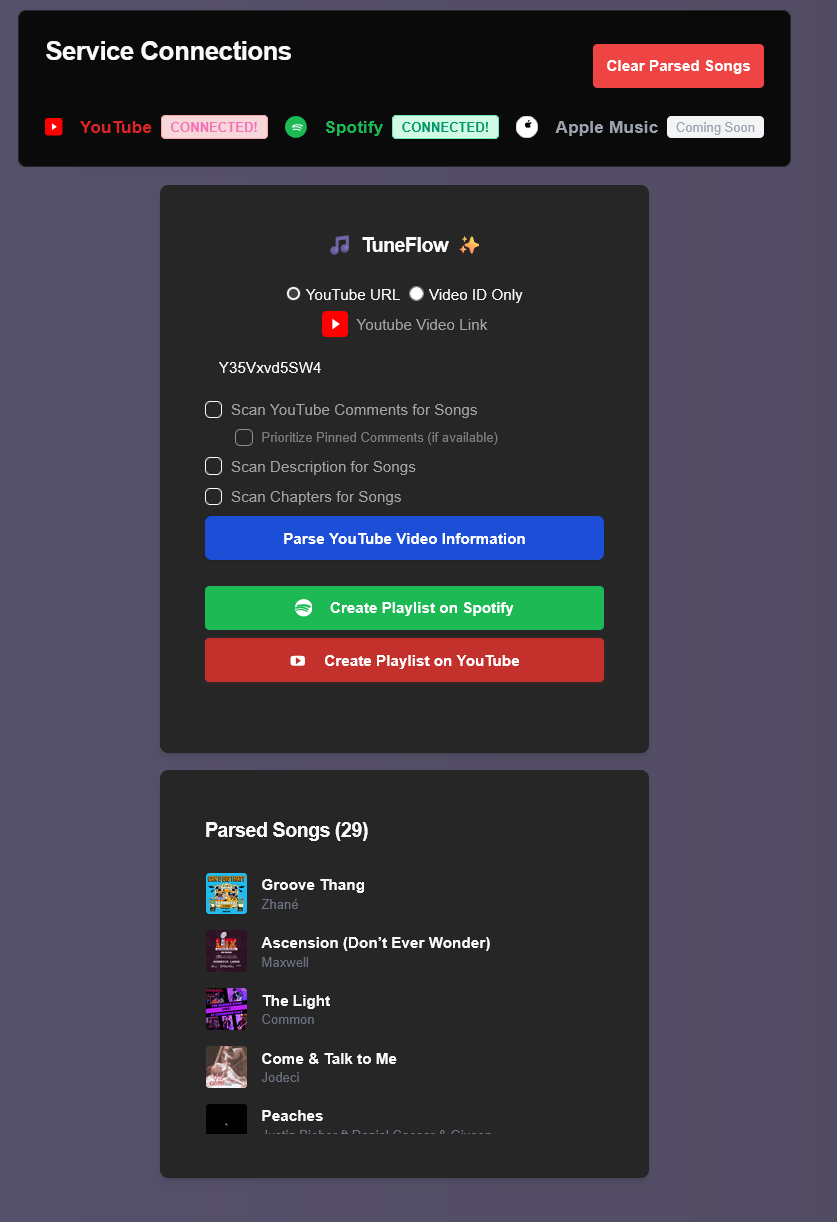 Service Connections
Clear Parsed Songs
YouTube CONNECTED! Spotify CONNECTED! Apple Music Coming Soon
TuneFlow
YouTube URL Video ID Only
Youtube Video Link
Y35Vxvd5SW4
Scan YouTube Comments for Songs
Prioritize Pinned Comments (if available)
Scan Description for Songs
Scan Chapters for Songs
Parse YouTube Video Information
Create Playlist on Spotify
Create Playlist on YouTube
Parsed Songs (29)
Groove Thang
Zhané
Ascension (Don’t Ever Wonder)
Maxwell
The Light
Common
Come & Talk to Me
Jodeci
Peaches